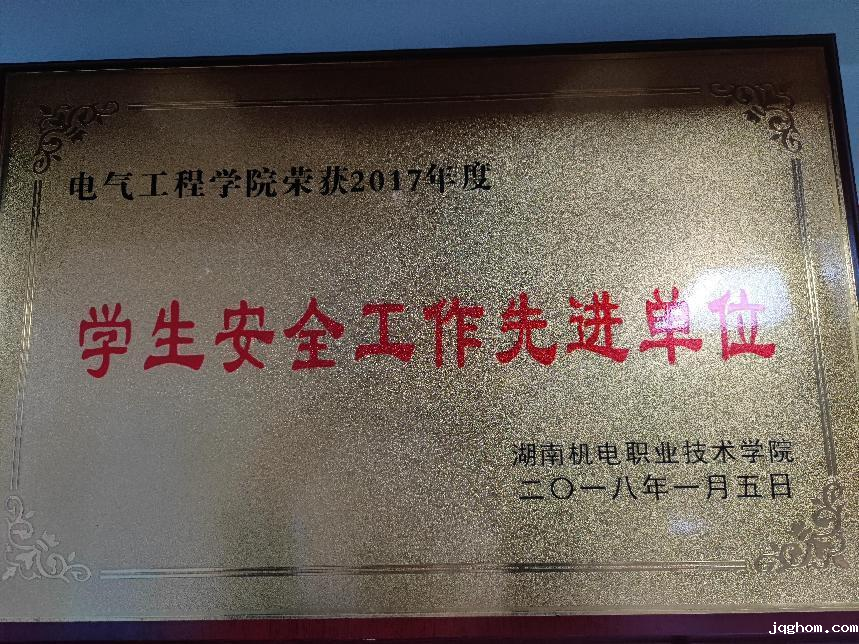 电气工程学院荣获2017年度
学生安全工作先进单位
湖南机电职业技术学院
二〇一八年一月五日
jqghom.com